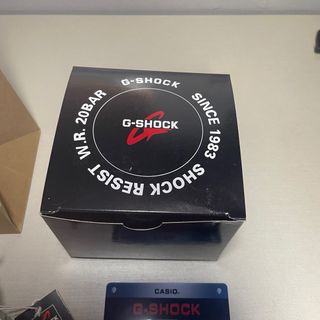 G-SHOCK
SINCE 1983
SHOCK RESIST
W.R. 20BAR
G-SHOCK
CASIO
G-SHOCK